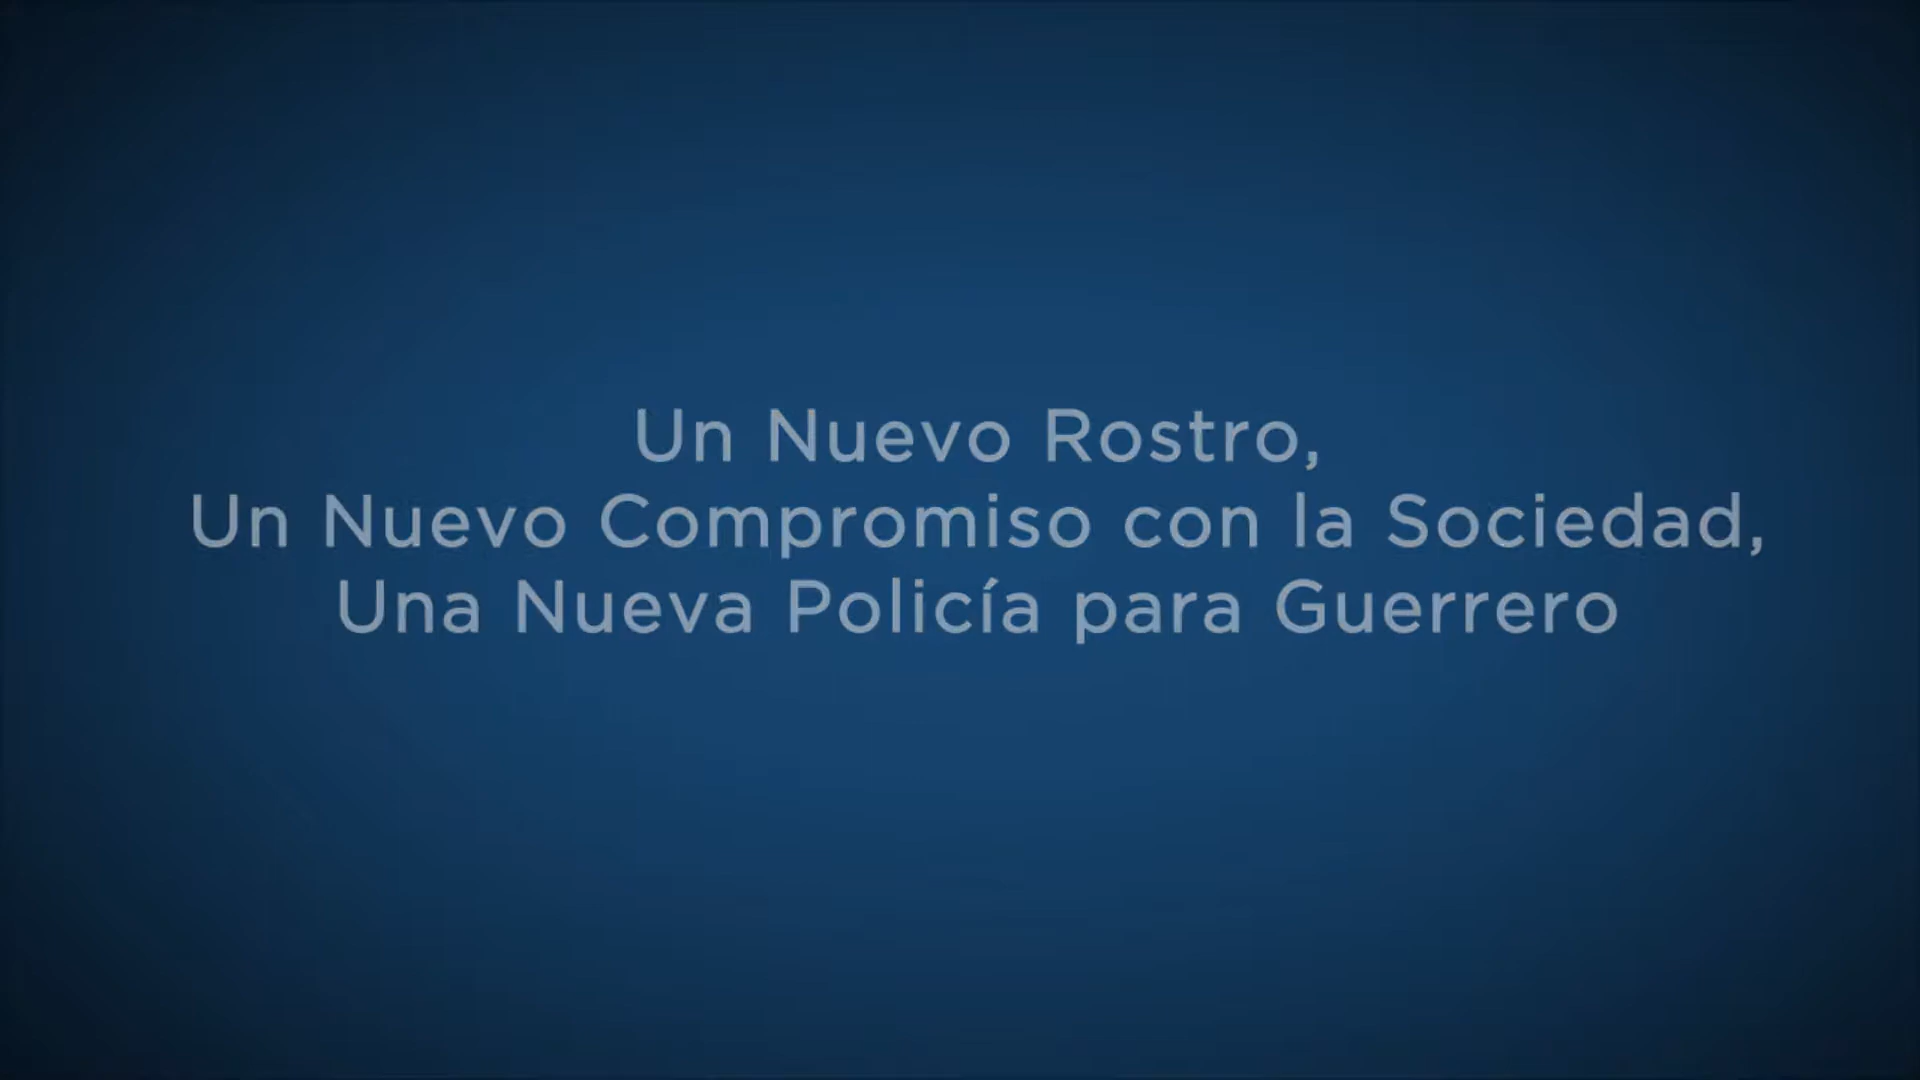 Un Nuevo Rostro,
Un Nuevo Compromiso con la Sociedad,
Una Nueva Policía para Guerrero